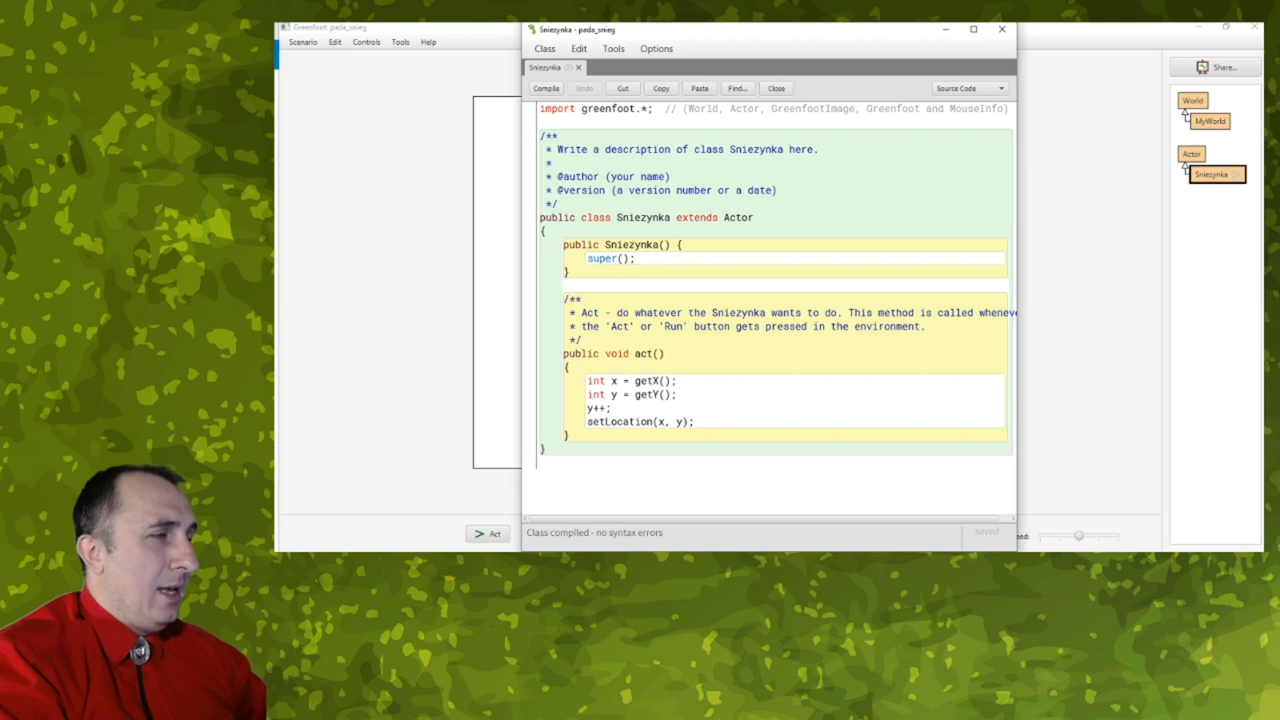 Greenfoot: pada_snieg
Scenario Edit Controls Tools Help
Sniezynka - pada_snieg
Class Edit Tools Options
Sniezynka
Compile Undo Cut Copy Paste Find... Close Source Code
import greenfoot.*;  // (World, Actor, GreenfootImage, Greenfoot and MouseInfo)
/**
 * Write a description of class Sniezynka here.
 *
 * @author (your name)
 * @version (a version number or a date)
 */
public class Sniezynka extends Actor
{
public Sniezynka() {
super();
}
/**
 * Act - do whatever the Sniezynka wants to do. This method is called wheneve
 * the 'Act' or 'Run' button gets pressed in the environment.
 */
public void act()
{
int x = getX();
int y = getY();
y++;
setLocation(x, y);
}
}
Class compiled - no syntax errors
saved
Act
eed:
Share...
World
MyWorld
Actor
Sniezynka